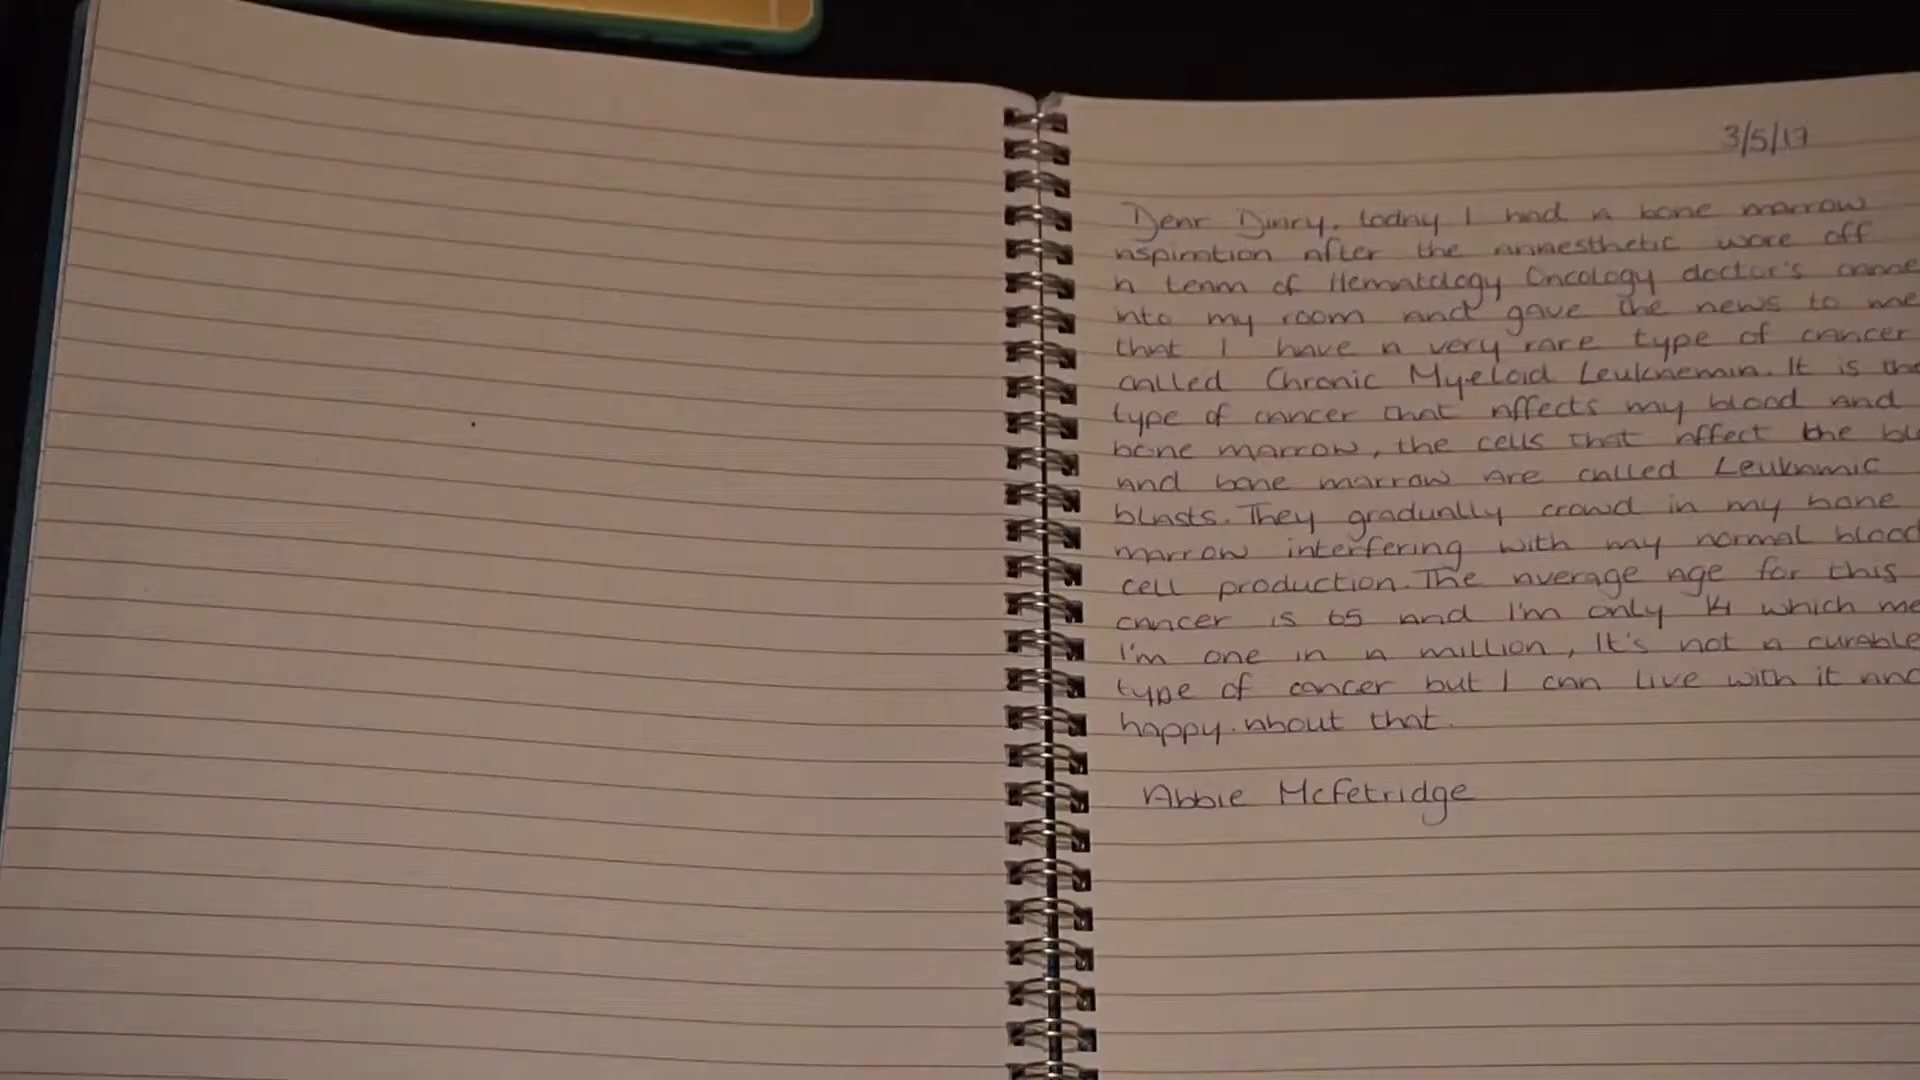 3/5/17
Dear Diary, today I had a bone marrow
aspiration after the annesthetic wore off
a team of Hematology Oncology doctor's came
into my room and gave the news to me
that I have a very rare type of cancer
called Chronic Myeloid Leuknemia. It is the
type of cancer that affects my blood and
bone marrow, the cells that affect the
and bone marrow are called Leukamic
blasts. They gradually crowd in my bone
marrow interfering with my normal blood
cell production. The average age for this
cancer is 65 and I'm only 14 which
I'm one in a million, It's not a curable
type of cancer but I can live with it and
happy about that.
Abbie McFetridge